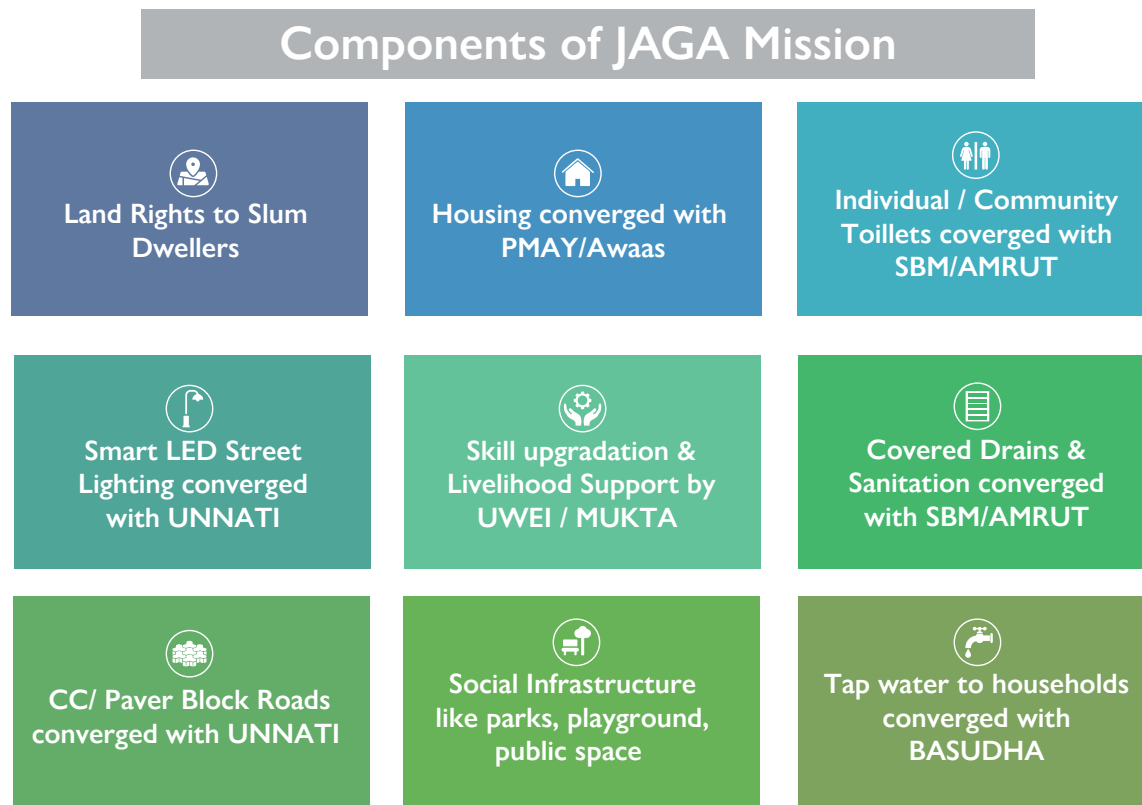 Components of JAGA Mission
Land Rights to Slum
Dwellers
Housing converged with
PMAY/Awaas
Individual / Community
Toillets coverged with
SBM/AMRUT
Smart LED Street
Lighting converged
with UNNATI
Skill upgradation &
Livelihood Support by
UWEI / MUKTA
Covered Drains &
Sanitation converged
with SBM/AMRUT
CC/ Paver Block Roads
converged with UNNATI
Social Infrastructure
like parks, playground,
public space
Tap water to households
converged with
BASUDHA